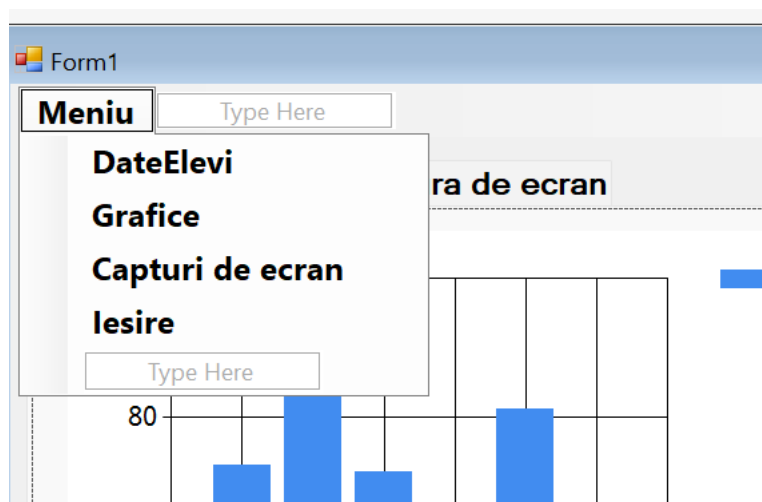 Form1
Meniu Type Here
DateElevi
ra de ecran
Grafice
Capturi de ecran
Iesire
Type Here
80